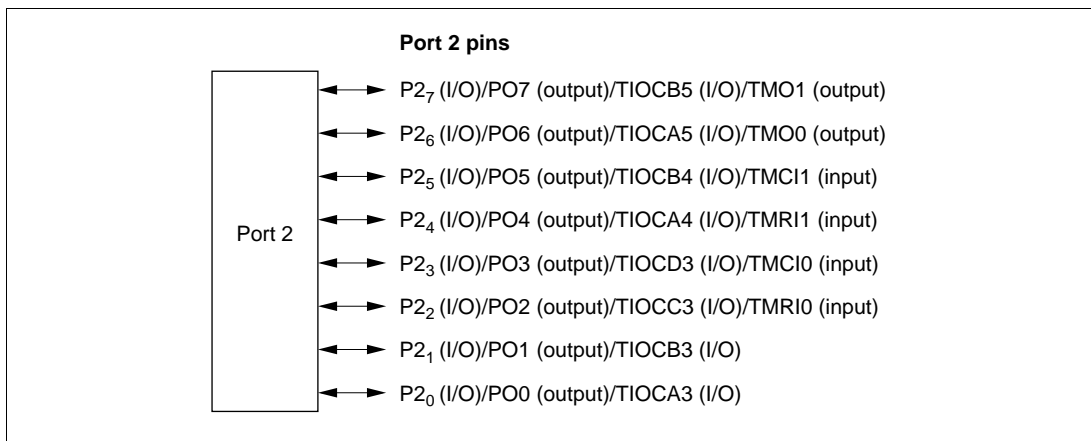 Port 2 pins
P2₇ (I/O)/PO7 (output)/TIOCB5 (I/O)/TMO1 (output)
P2₆ (I/O)/PO6 (output)/TIOCA5 (I/O)/TMO0 (output)
P2₅ (I/O)/PO5 (output)/TIOCB4 (I/O)/TMCI1 (input)
Port 2
P2₄ (I/O)/PO4 (output)/TIOCA4 (I/O)/TMRI1 (input)
P2₃ (I/O)/PO3 (output)/TIOCD3 (I/O)/TMCI0 (input)
P2₂ (I/O)/PO2 (output)/TIOCC3 (I/O)/TMRI0 (input)
P2₁ (I/O)/PO1 (output)/TIOCB3 (I/O)
P2₀ (I/O)/PO0 (output)/TIOCA3 (I/O)